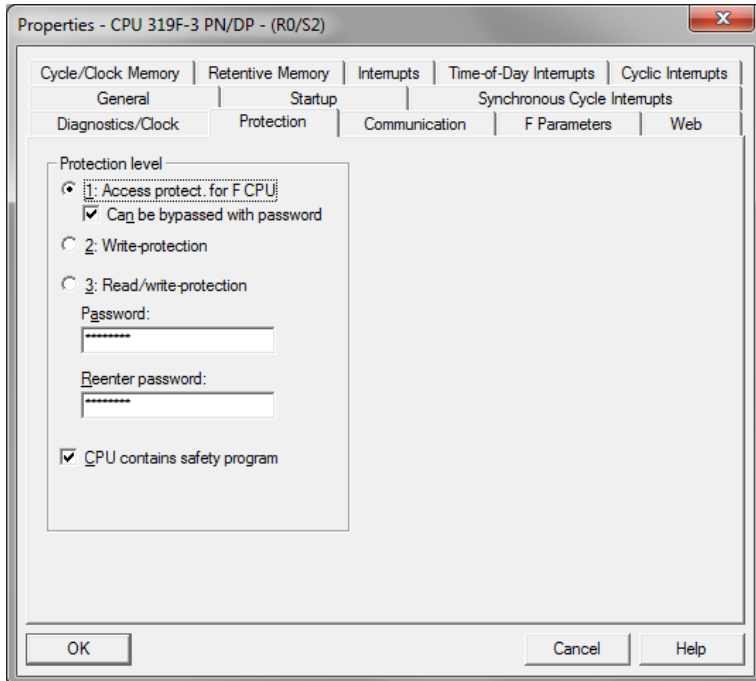 Properties - CPU 319F-3 PN/DP - (R0/S2)
x
Cycle/Clock Memory Retentive Memory Interrupts Time-of-Day Interrupts Cyclic Interrupts
General Startup Synchronous Cycle Interrupts
Diagnostics/Clock Protection Communication F Parameters Web
Protection level
1: Access protect. for F CPU
Can be bypassed with password
2: Write-protection
3: Read/write-protection
Password:
********
Reenter password:
********
CPU contains safety program
OK Cancel Help